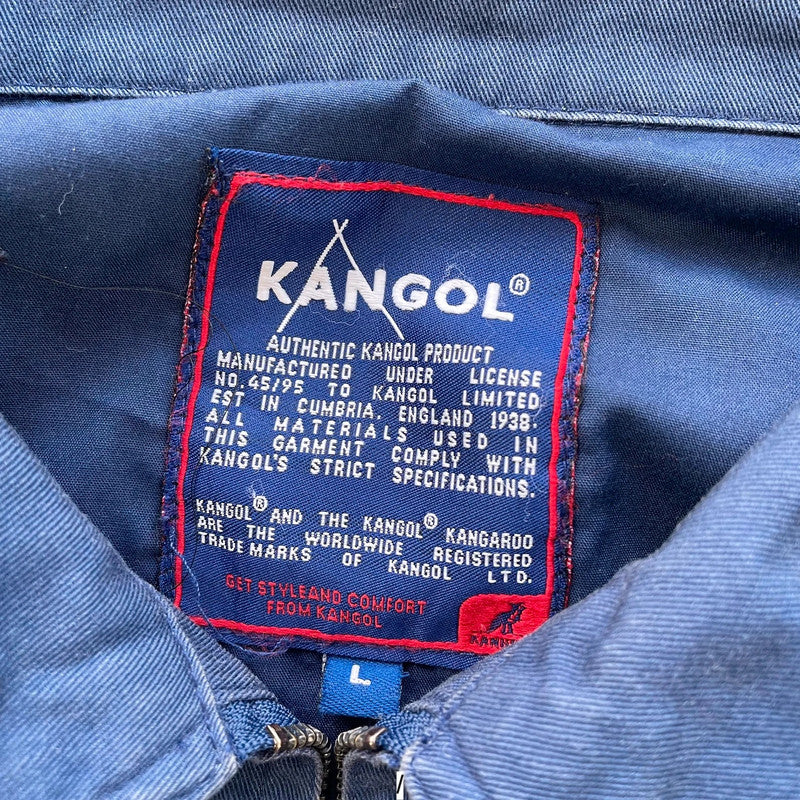 KANGOL®
AUTHENTIC KANGOL PRODUCT
MANUFACTURED UNDER LICENSE
NO.45/95 TO KANGOL LIMITED
EST IN CUMBRIA. ENGLAND 1938.
ALL MATERIALS USED IN
THIS GARMENT COMPLY WITH
KANGOL'S STRICT SPECIFICATIONS.
KANGOL® AND THE KANGOL® KANGAROO
ARE THE WORLDWIDE REGISTERED
TRADE MARKS OF KANGOL LTD.
GET STYLEAND COMFORT
FROM KANGOL
L